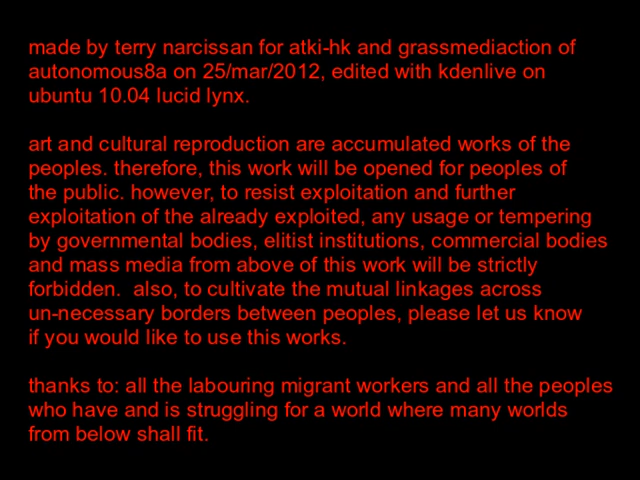 made by terry narcissan for atki-hk and grassmediaction of
autonomous8a on 25/mar/2012, edited with kdenlive on
ubuntu 10.04 lucid lynx.
art and cultural reproduction are accumulated works of the
peoples. therefore, this work will be opened for peoples of
the public. however, to resist exploitation and further
exploitation of the already exploited, any usage or tempering
by governmental bodies, elitist institutions, commercial bodies
and mass media from above of this work will be strictly
forbidden.  also, to cultivate the mutual linkages across
un-necessary borders between peoples, please let us know
if you would like to use this works.
thanks to: all the labouring migrant workers and all the peoples
who have and is struggling for a world where many worlds
from below shall fit.